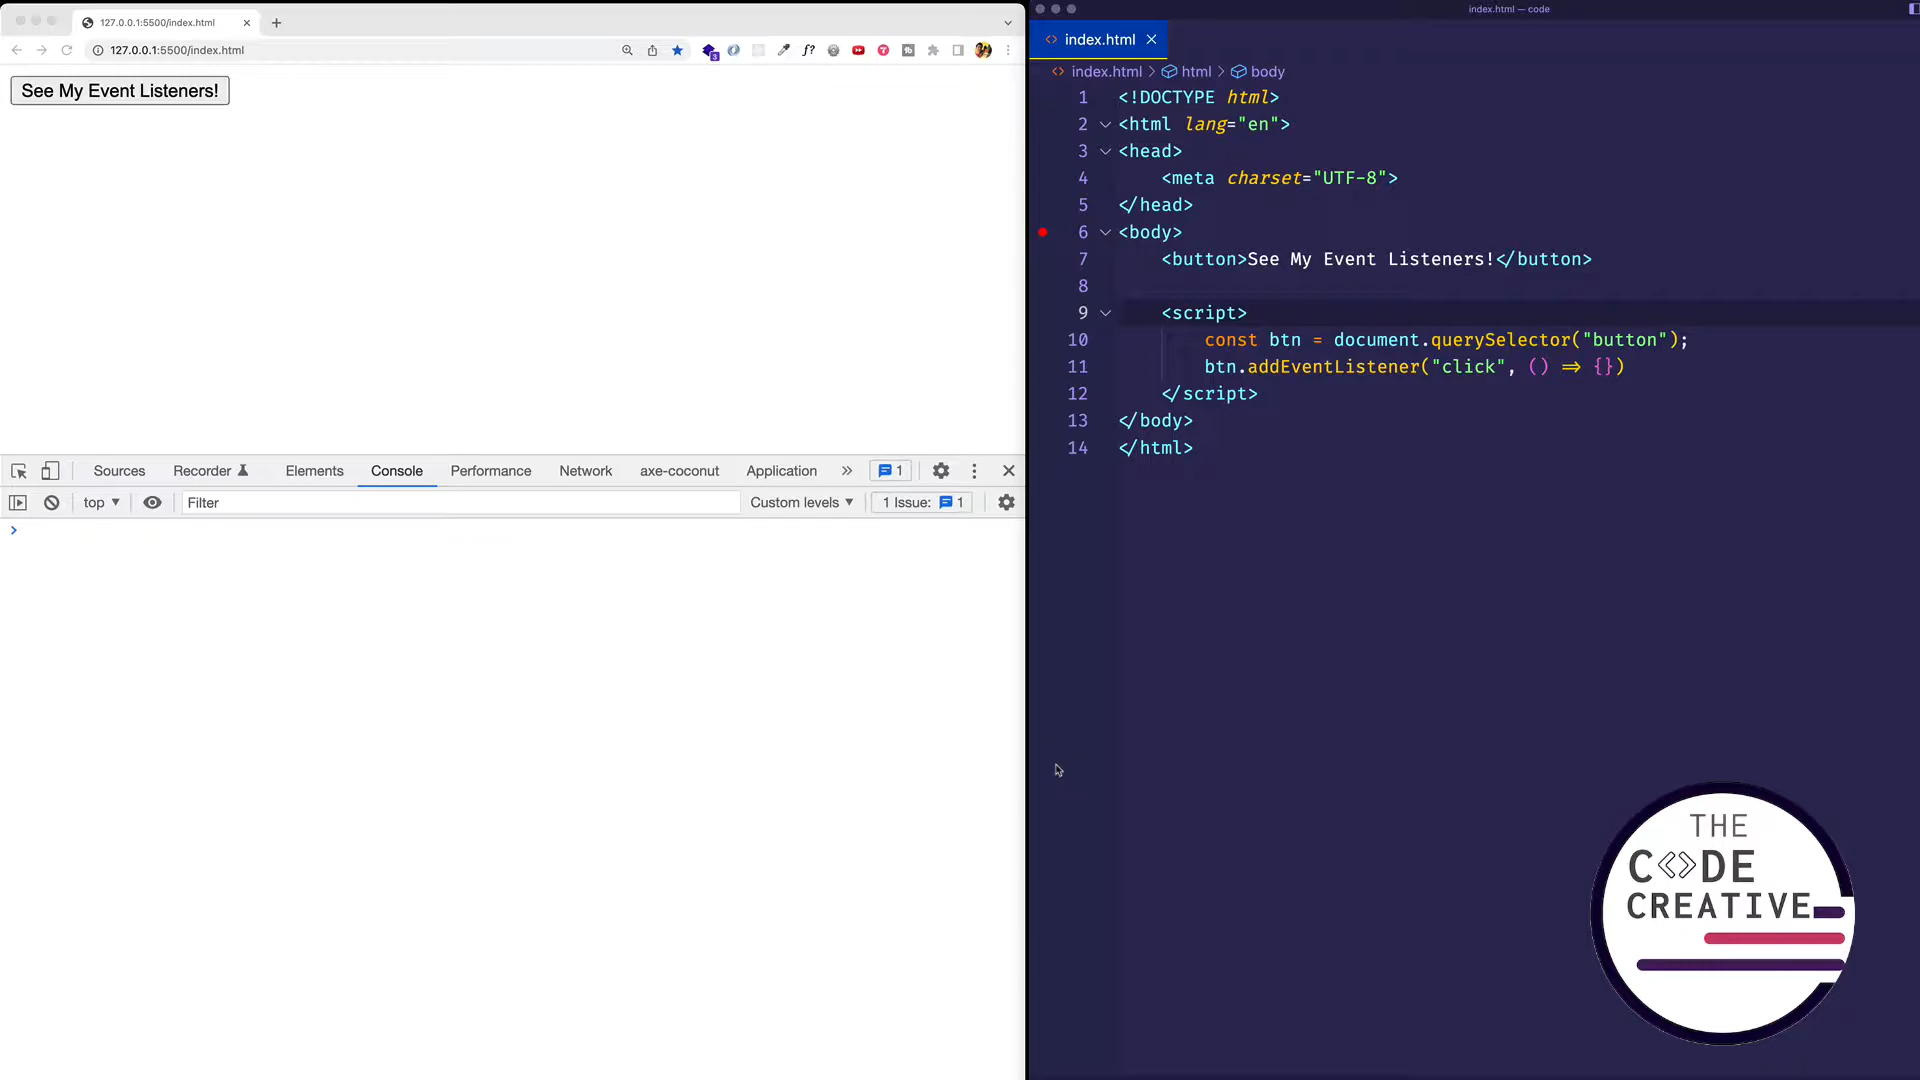 127.0.0.1:5500/index.html
127.0.0.1:5500/index.html
f?
3
See My Event Listeners!
Sources Recorder Elements Console Performance Network axe-coconut Application » 1
top Filter Custom levels 1 Issue: 1
>
index.html — code
index.html
index.html > html > body
1 <!DOCTYPE html>
2 <html lang="en">
3 <head>
4 <meta charset="UTF-8">
5 </head>
6 <body>
7 <button>See My Event Listeners!</button>
8
9 <script>
10 const btn = document.querySelector("button");
11 btn.addEventListener("click", () => {})
12 </script>
13 </body>
14 </html>
THE
C<>DE
CREATIVE